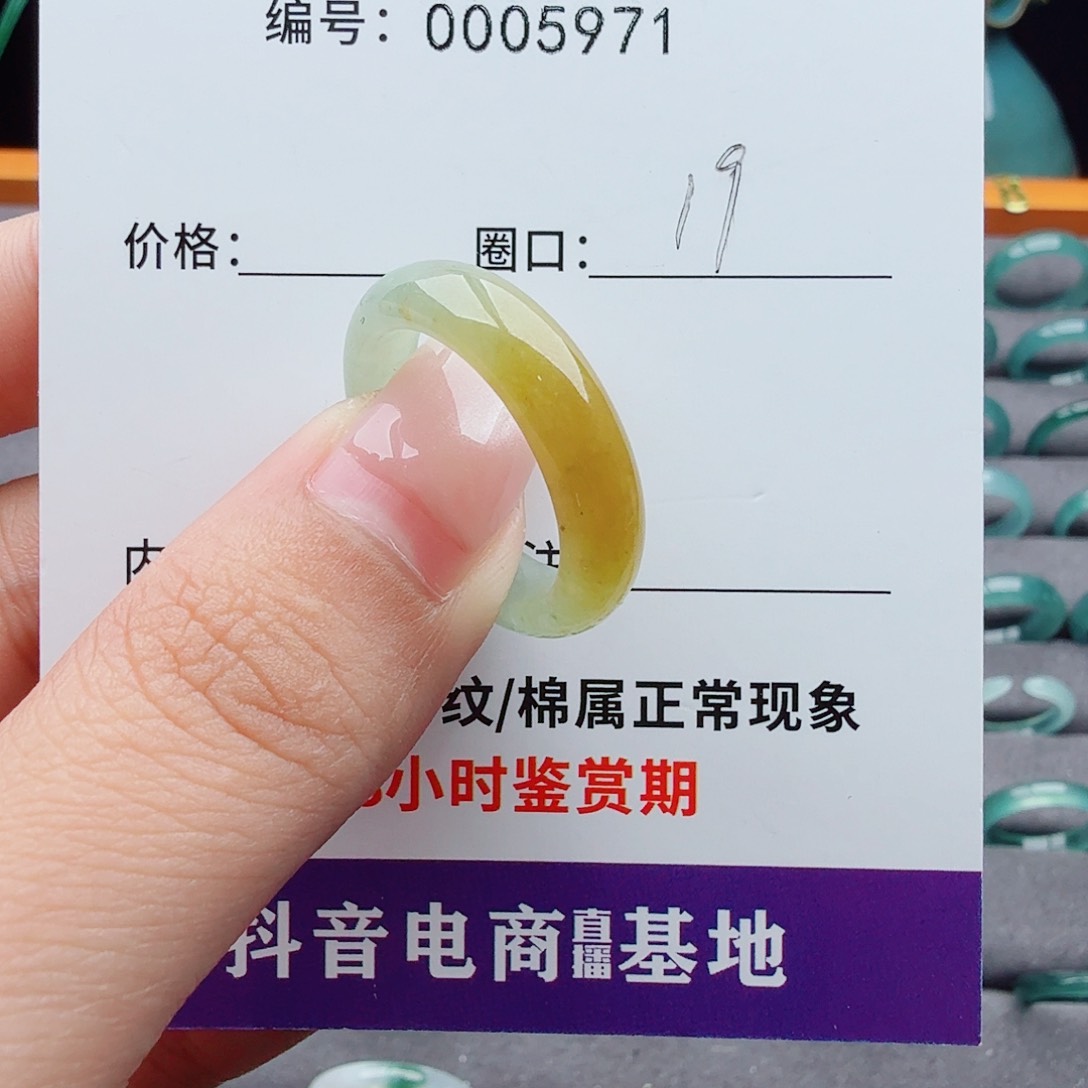 编号：0005971
价格： 圈口：19
内
纹/棉属正常现象
小时鉴赏期
抖音电商直播基地